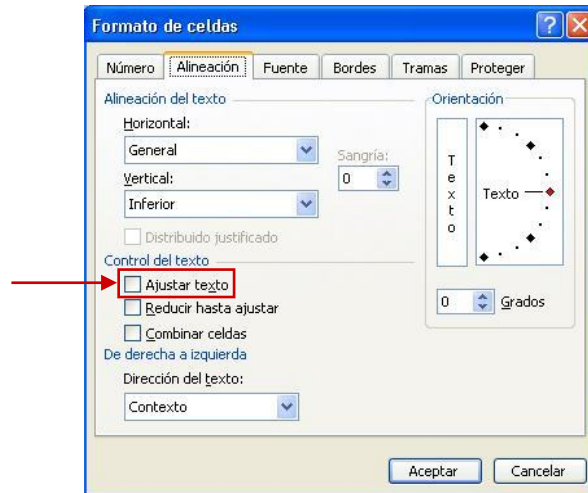 Formato de celdas
Número Alineación Fuente Bordes Tramas Proteger
Alineación del texto
Horizontal:
General
Sangría:
0
Vertical:
Inferior
Distribuido justificado
Control del texto
Ajustar texto
Reducir hasta ajustar
Combinar celdas
De derecha a izquierda
Dirección del texto:
Contexto
Orientación
Texto
Texto
0 Grados
Aceptar Cancelar